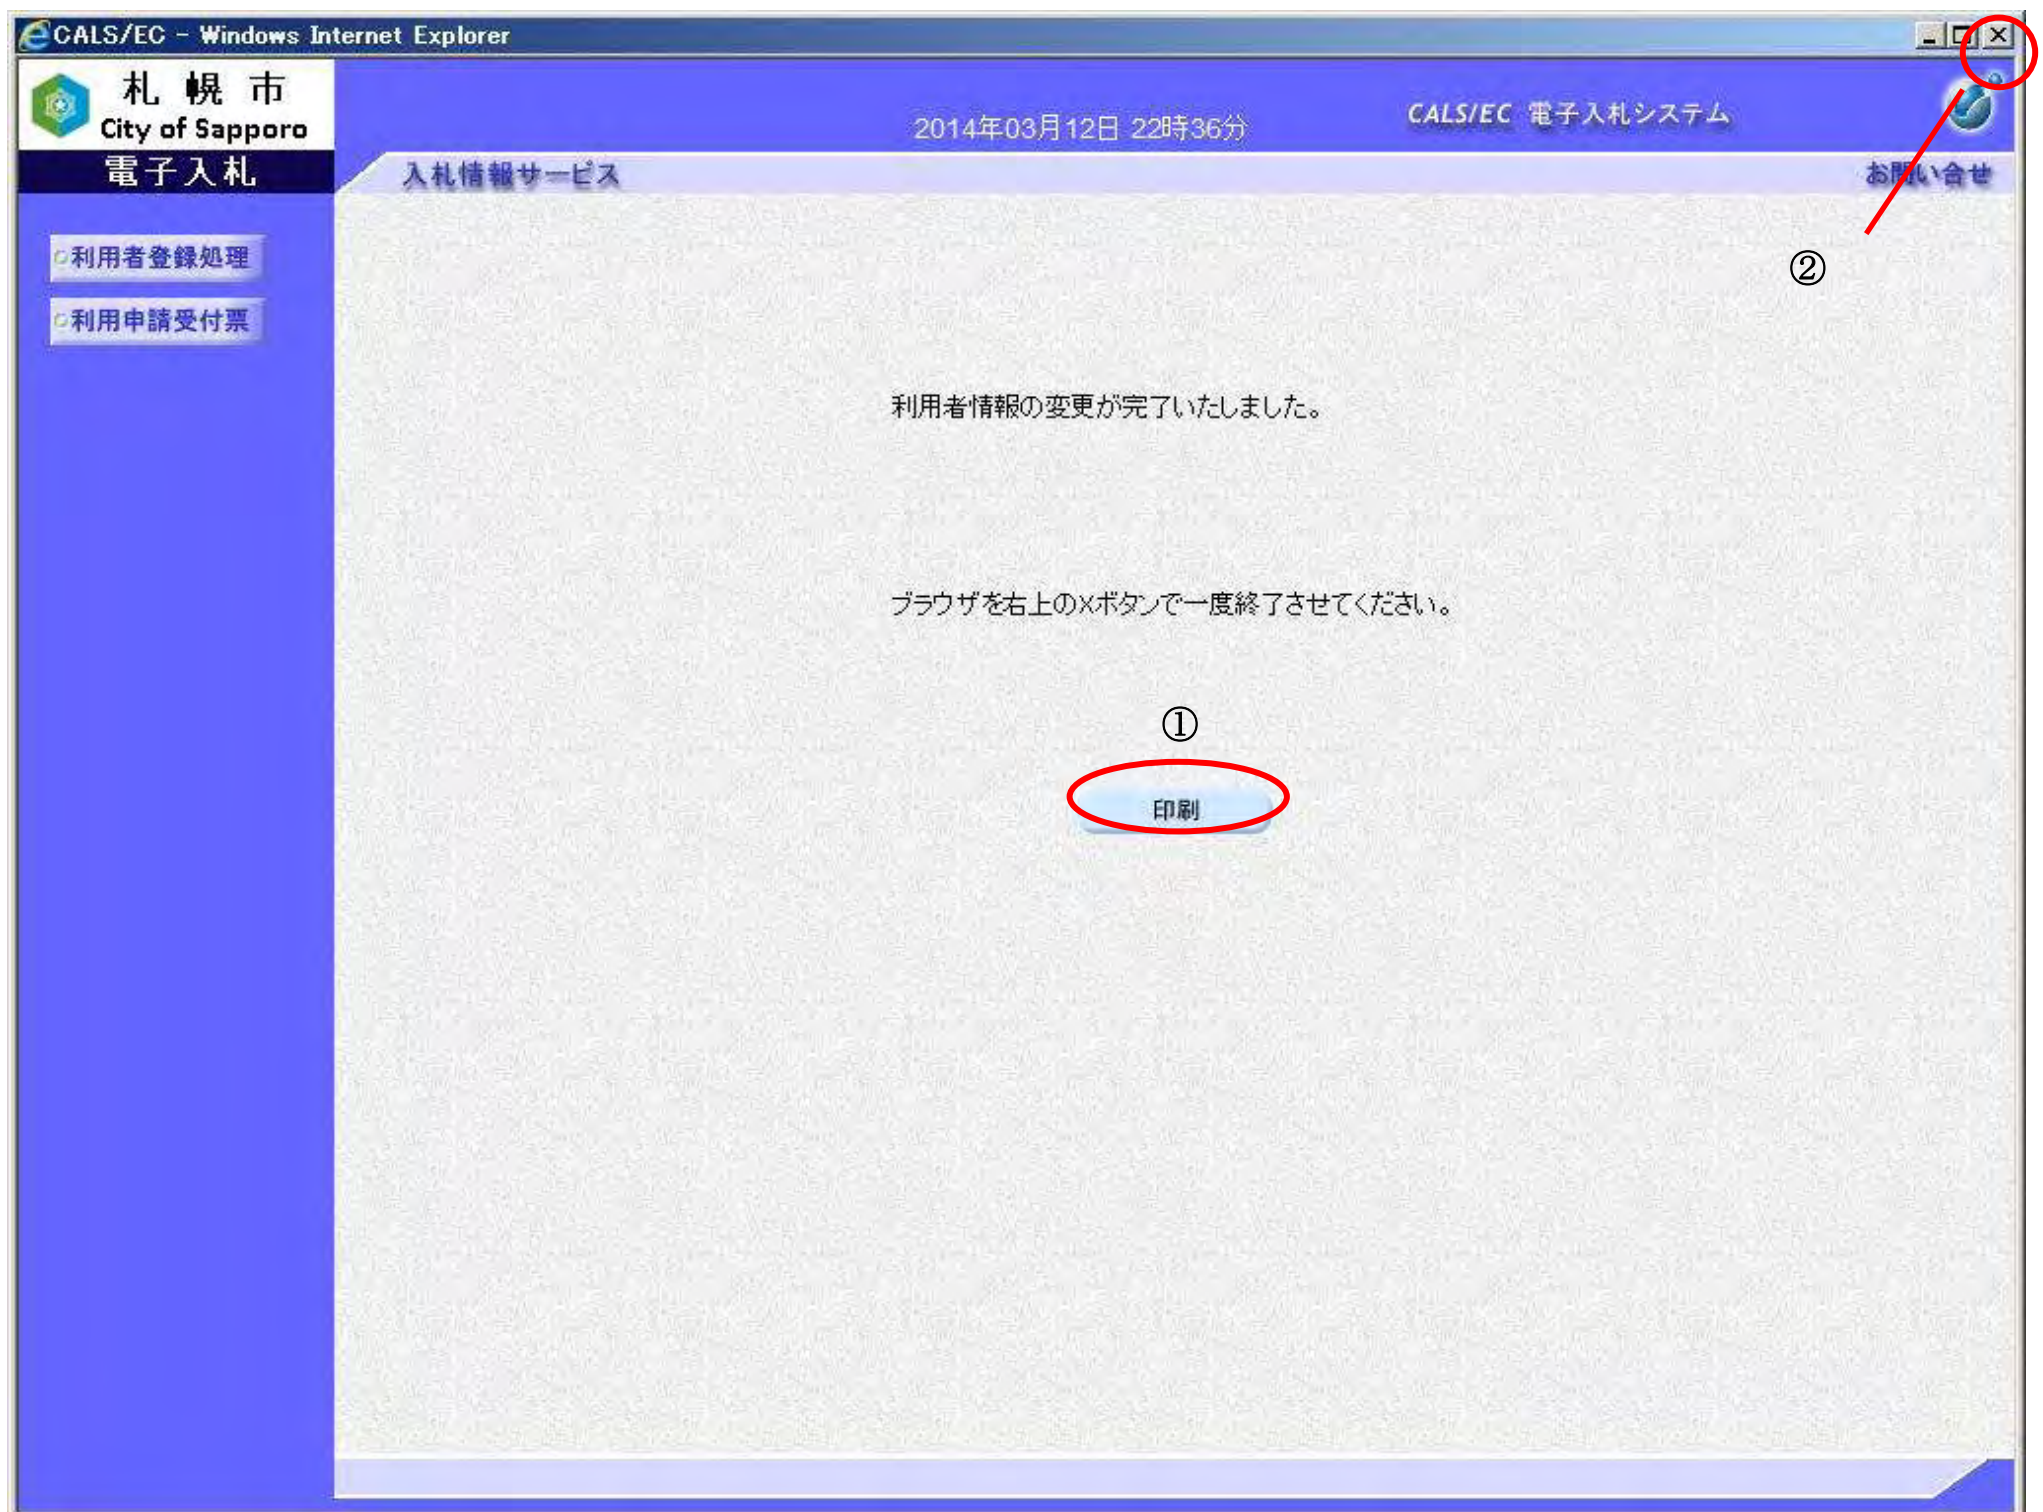 CALS/EC - Windows Internet Explorer
札幌市
City of Sapporo
2014年03月12日 22時36分
CALS/EC 電子入札システム
電子入札
入札情報サービス
お問い合せ
利用者登録処理
②
利用申請受付票
利用者情報の変更が完了いたしました。
ブラウザを右上の×ボタンで一度終了させてください。
①
印刷